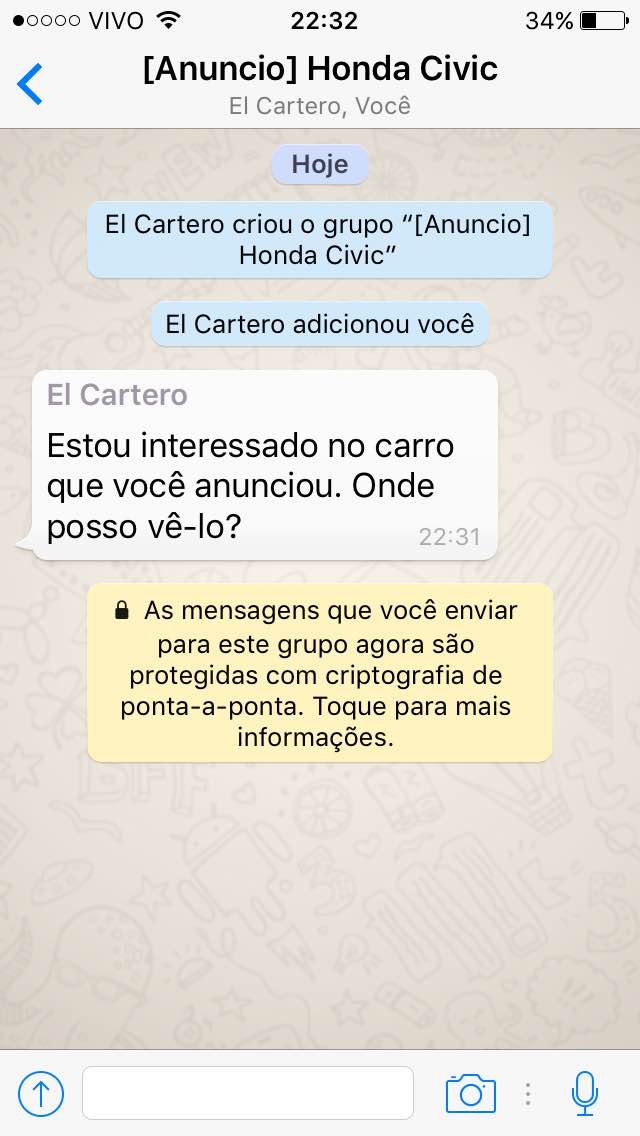 VIVO 22:32 34%
[Anuncio] Honda Civic
El Cartero, Você
Hoje
El Cartero criou o grupo “[Anuncio]
Honda Civic”
El Cartero adicionou você
El Cartero
Estou interessado no carro
que você anunciou. Onde
posso vê-lo?
22:31
As mensagens que você enviar
para este grupo agora são
protegidas com criptografia de
ponta-a-ponta. Toque para mais
informações.